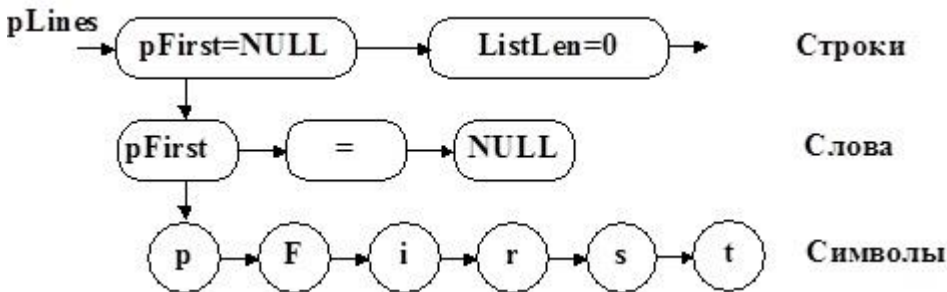 pLines
pFirst=NULL ListLen=0 Строки
pFirst = NULL Слова
p F i r s t Символы